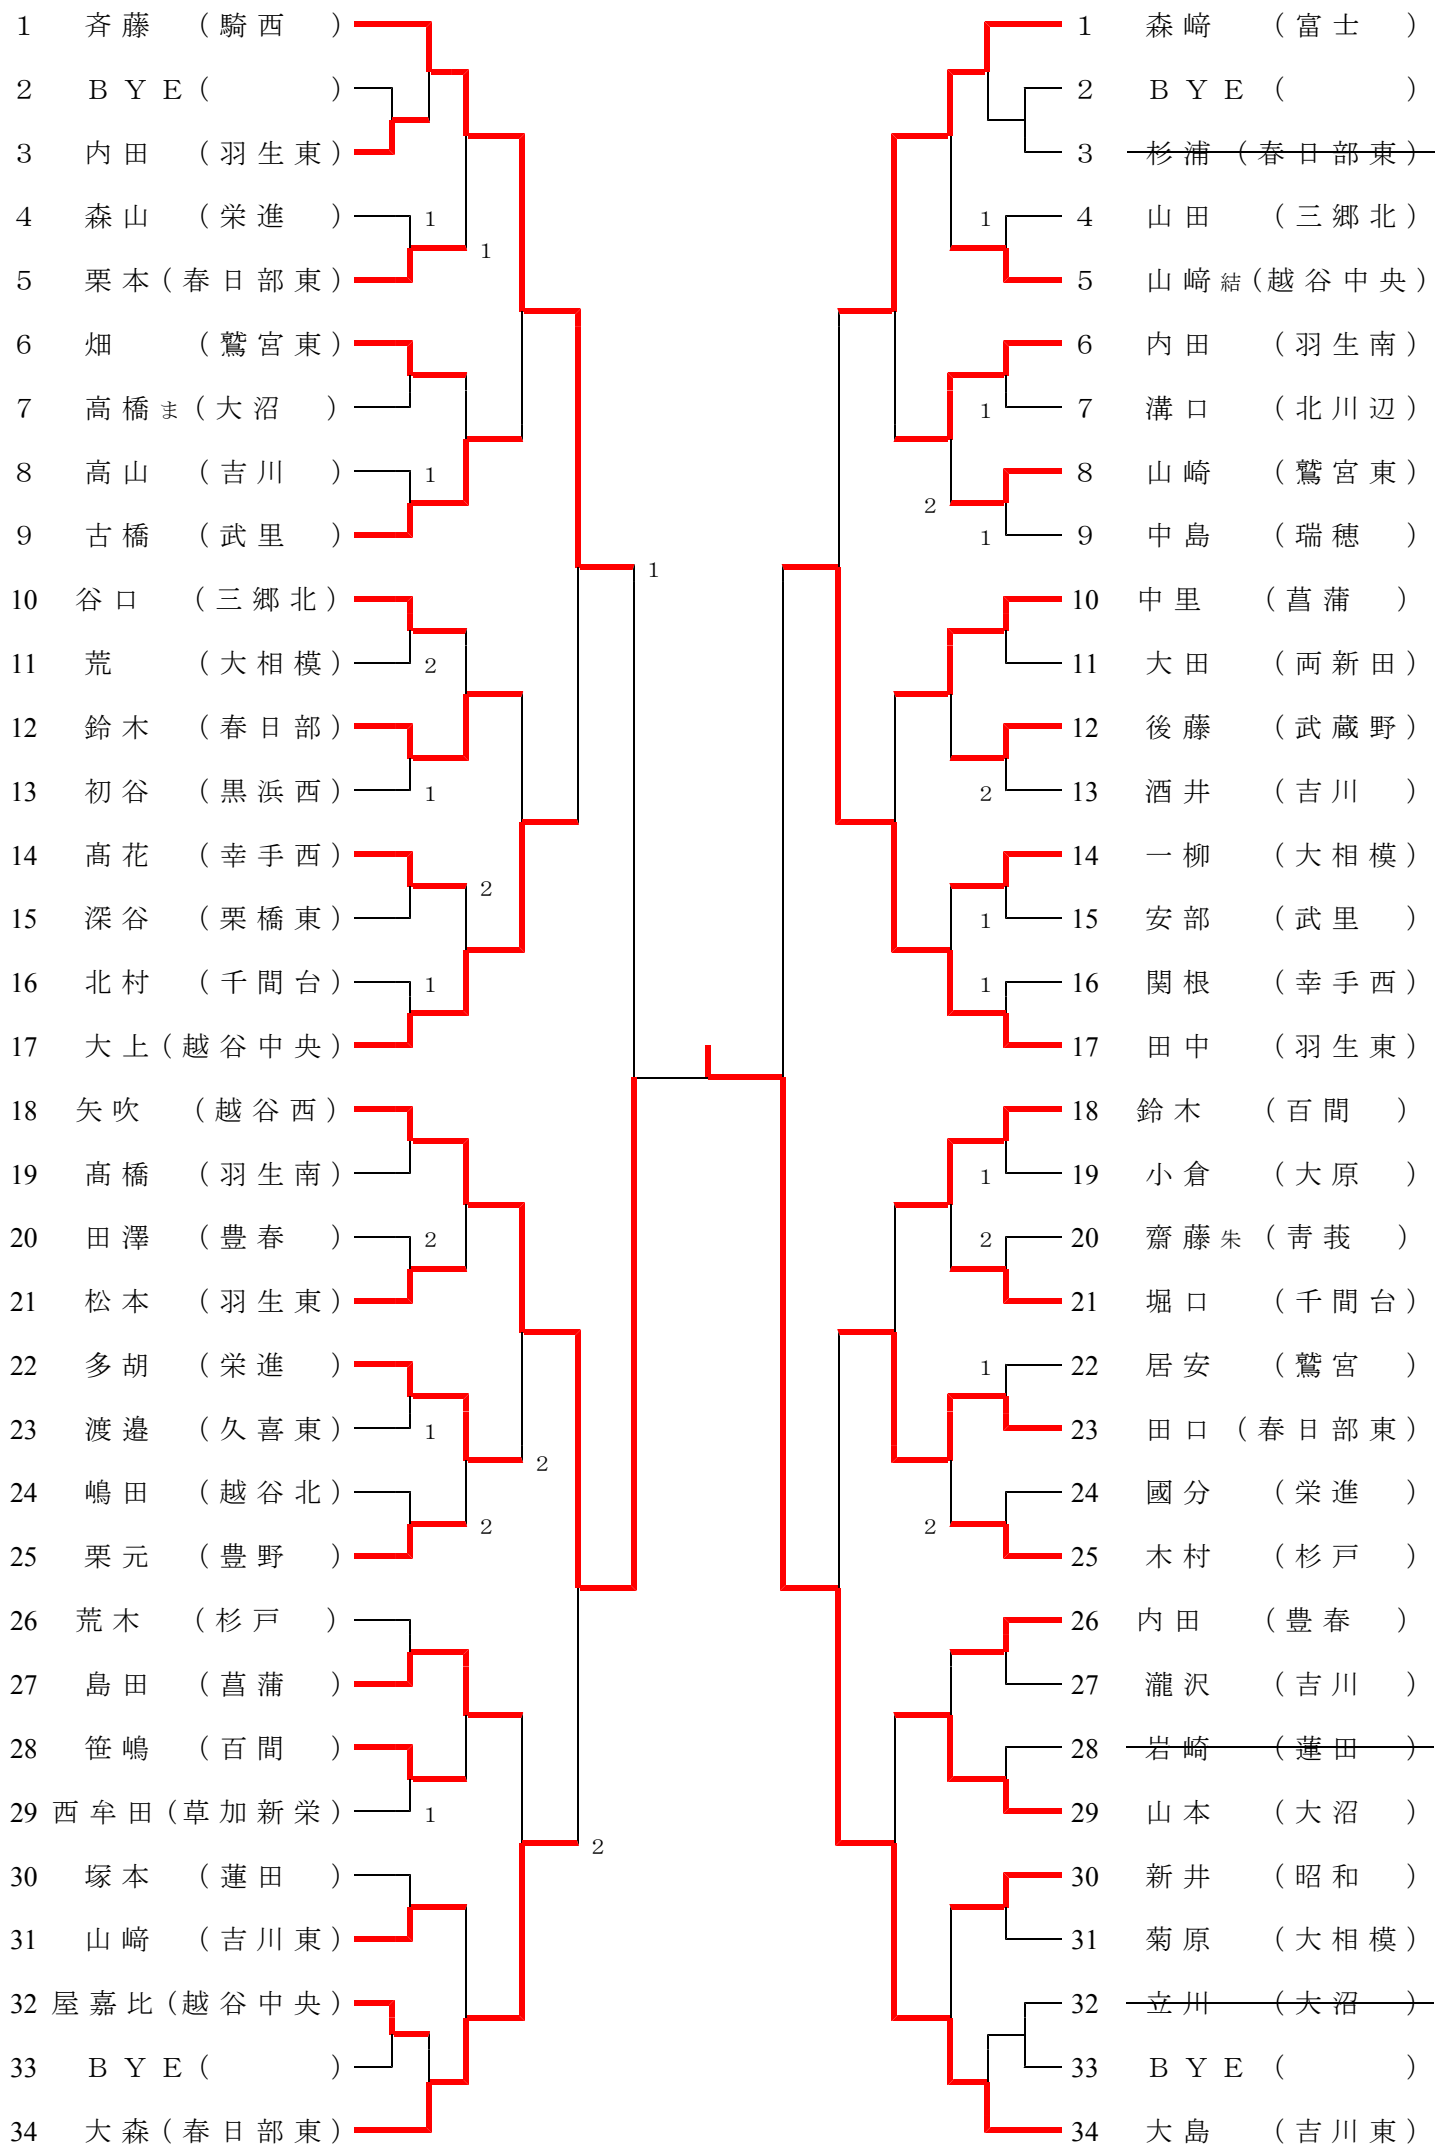 1 斉藤 (騎西)
2 ＢＹＥ( )
3 内田 (羽生東)
4 森山 (栄進) 1
1
5 栗本(春日部東)
6 畑 (鷲宮東)
7 高橋ま(大沼)
8 高山 (吉川) 1
9 古橋 (武里)
1
10 谷口 (三郷北)
11 荒 (大相模) 2
12 鈴木 (春日部)
13 初谷 (黒浜西) 1
14 髙花 (幸手西)
2
15 深谷 (栗橋東)
16 北村 (千間台) 1
17 大上(越谷中央)
18 矢吹 (越谷西)
19 髙橋 (羽生南)
20 田澤 (豊春) 2
21 松本 (羽生東)
22 多胡 (栄進)
23 渡邉 (久喜東) 1
2
24 嶋田 (越谷北)
2
25 栗元 (豊野)
26 荒木 (杉戸)
27 島田 (菖蒲)
28 笹嶋 (百間)
29 西牟田(草加新栄) 1
2
30 塚本 (蓮田)
31 山﨑 (吉川東)
32 屋嘉比(越谷中央)
33 ＢＹＥ( )
34 大森(春日部東)
1 森﨑 (富士)
2 ＢＹＥ ( )
3 杉浦 (春日部東)
1 4 山田 (三郷北)
5 山﨑結(越谷中央)
6 内田 (羽生南)
1 7 溝口 (北川辺)
8 山崎 (鷲宮東)
2
1 9 中島 (瑞穂)
10 中里 (菖蒲)
11 大田 (両新田)
12 後藤 (武蔵野)
2 13 酒井 (吉川)
14 一柳 (大相模)
1 15 安部 (武里)
1 16 関根 (幸手西)
17 田中 (羽生東)
18 鈴木 (百間)
1 19 小倉 (大原)
2 20 齋藤朱 (青莪)
21 堀口 (千間台)
1 22 居安 (鷲宮)
23 田口 (春日部東)
24 國分 (栄進)
2
25 木村 (杉戸)
26 内田 (豊春)
27 瀧沢 (吉川)
28 岩崎 (蓮田)
29 山本 (大沼)
30 新井 (昭和)
31 菊原 (大相模)
32 立川 (大沼)
33 ＢＹＥ ( )
34 大島 (吉川東)